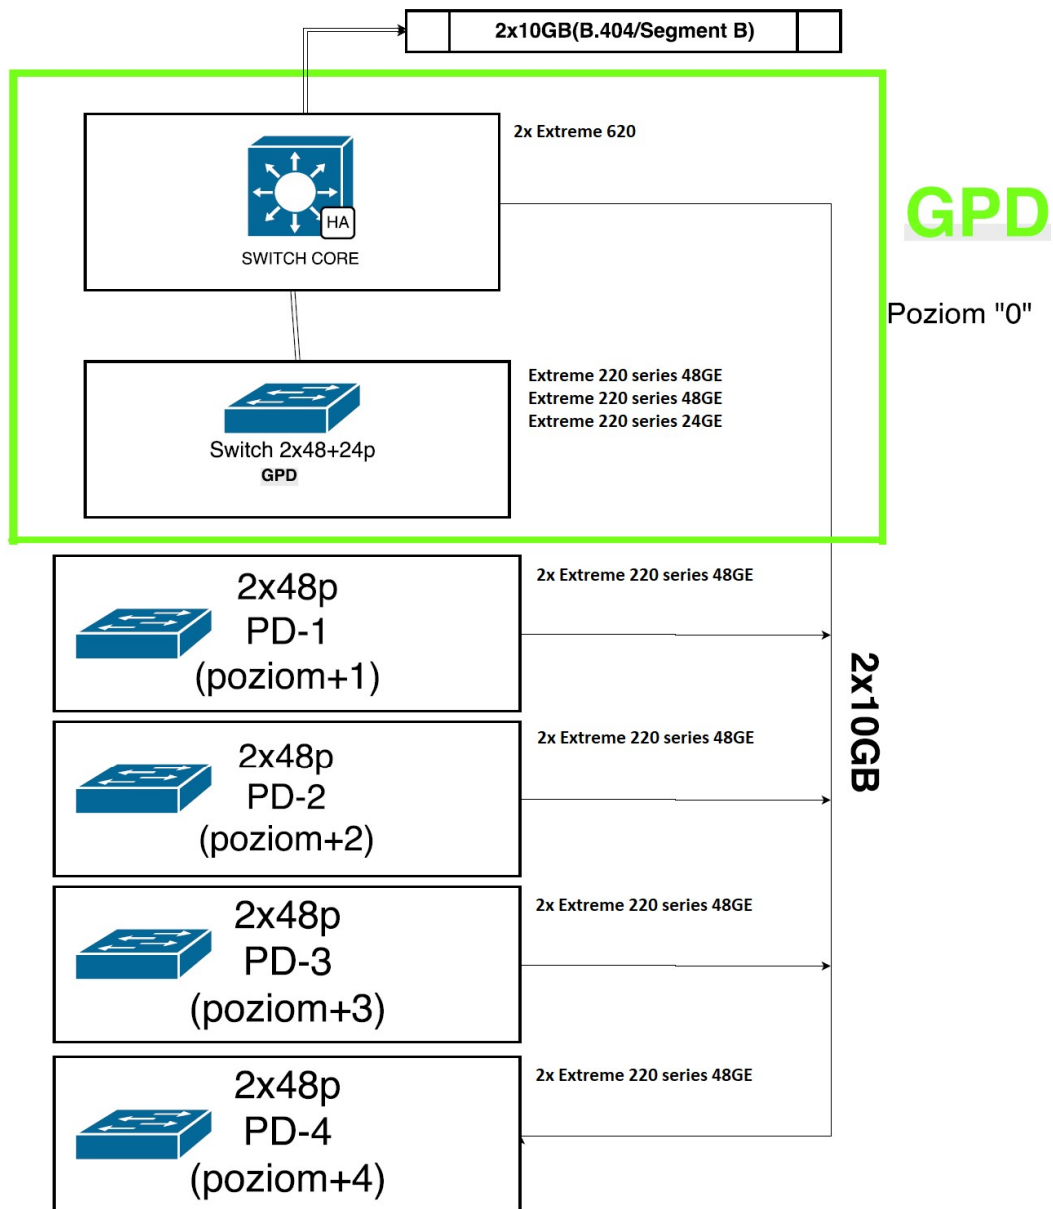 2x10GB(B.404/Segment B)
2x Extreme 620
HA
SWITCH CORE
GPD
Poziom "0"
Extreme 220 series 48GE
Extreme 220 series 48GE
Extreme 220 series 24GE
Switch 2x48+24p
GPD
2x48p
PD-1
(poziom+1)
2x Extreme 220 series 48GE
2x10GB
2x48p
PD-2
(poziom+2)
2x Extreme 220 series 48GE
2x48p
PD-3
(poziom+3)
2x Extreme 220 series 48GE
2x48p
PD-4
(poziom+4)
2x Extreme 220 series 48GE